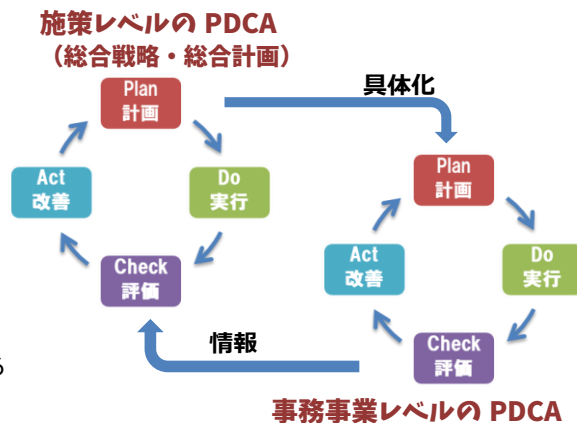 施策レベルの PDCA
（総合戦略・総合計画）
Plan
計画
具体化
Act
改善
Do
実行
Check
評価
Plan
計画
Act
改善
Do
実行
Check
評価
情報
る
事務事業レベルの PDCA